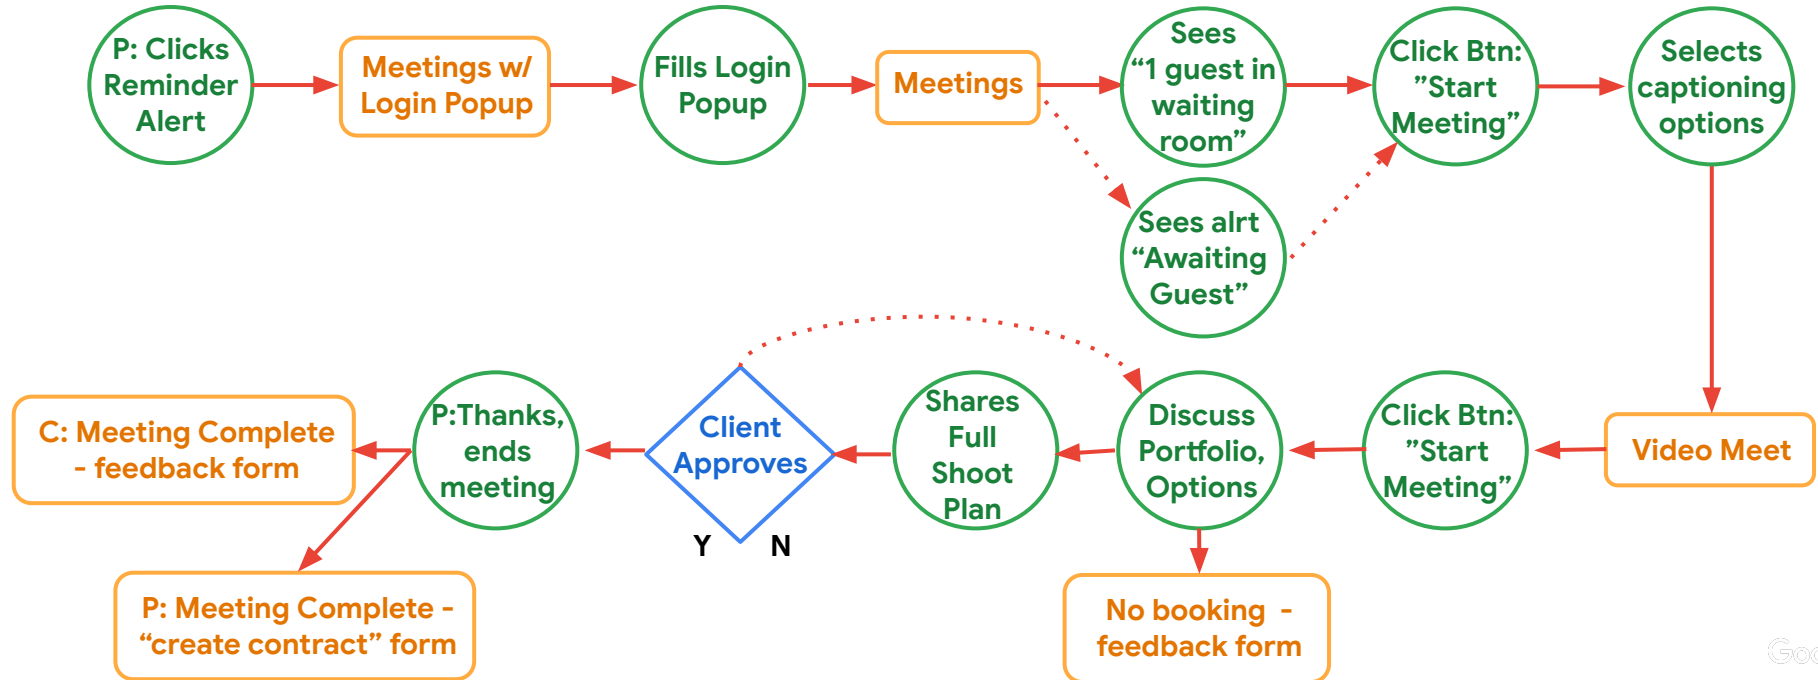 P: Clicks
Reminder
Alert
Meetings w/
Login Popup
Fills Login
Popup
Meetings
Sees
“1 guest in
waiting
room”
Click Btn:
”Start
Meeting”
Selects
captioning
options
Sees alrt
“Awaiting
Guest”
C: Meeting Complete
- feedback form
P:Thanks,
ends
meeting
Client
Approves
Y N
Shares
Full
Shoot
Plan
Discuss
Portfolio,
Options
Click Btn:
”Start
Meeting”
Video Meet
P: Meeting Complete -
“create contract” form
No booking -
feedback form